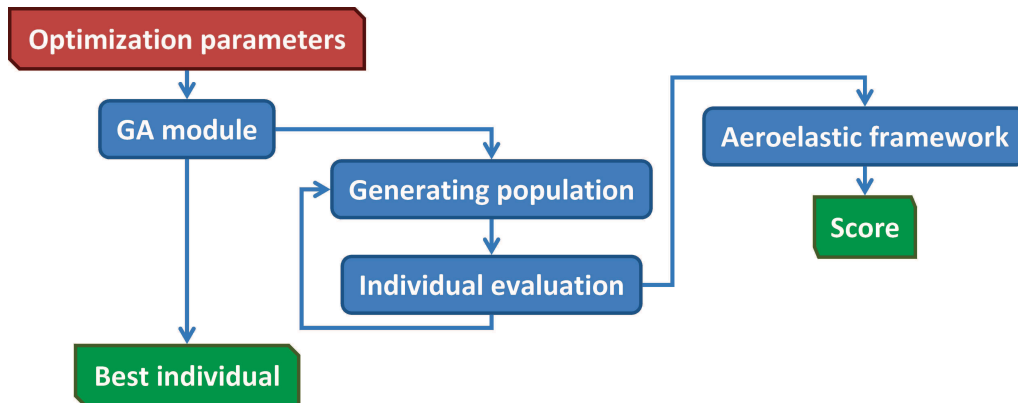 Optimization parameters
GA module
Aeroelastic framework
Generating population
Score
Individual evaluation
Best individual